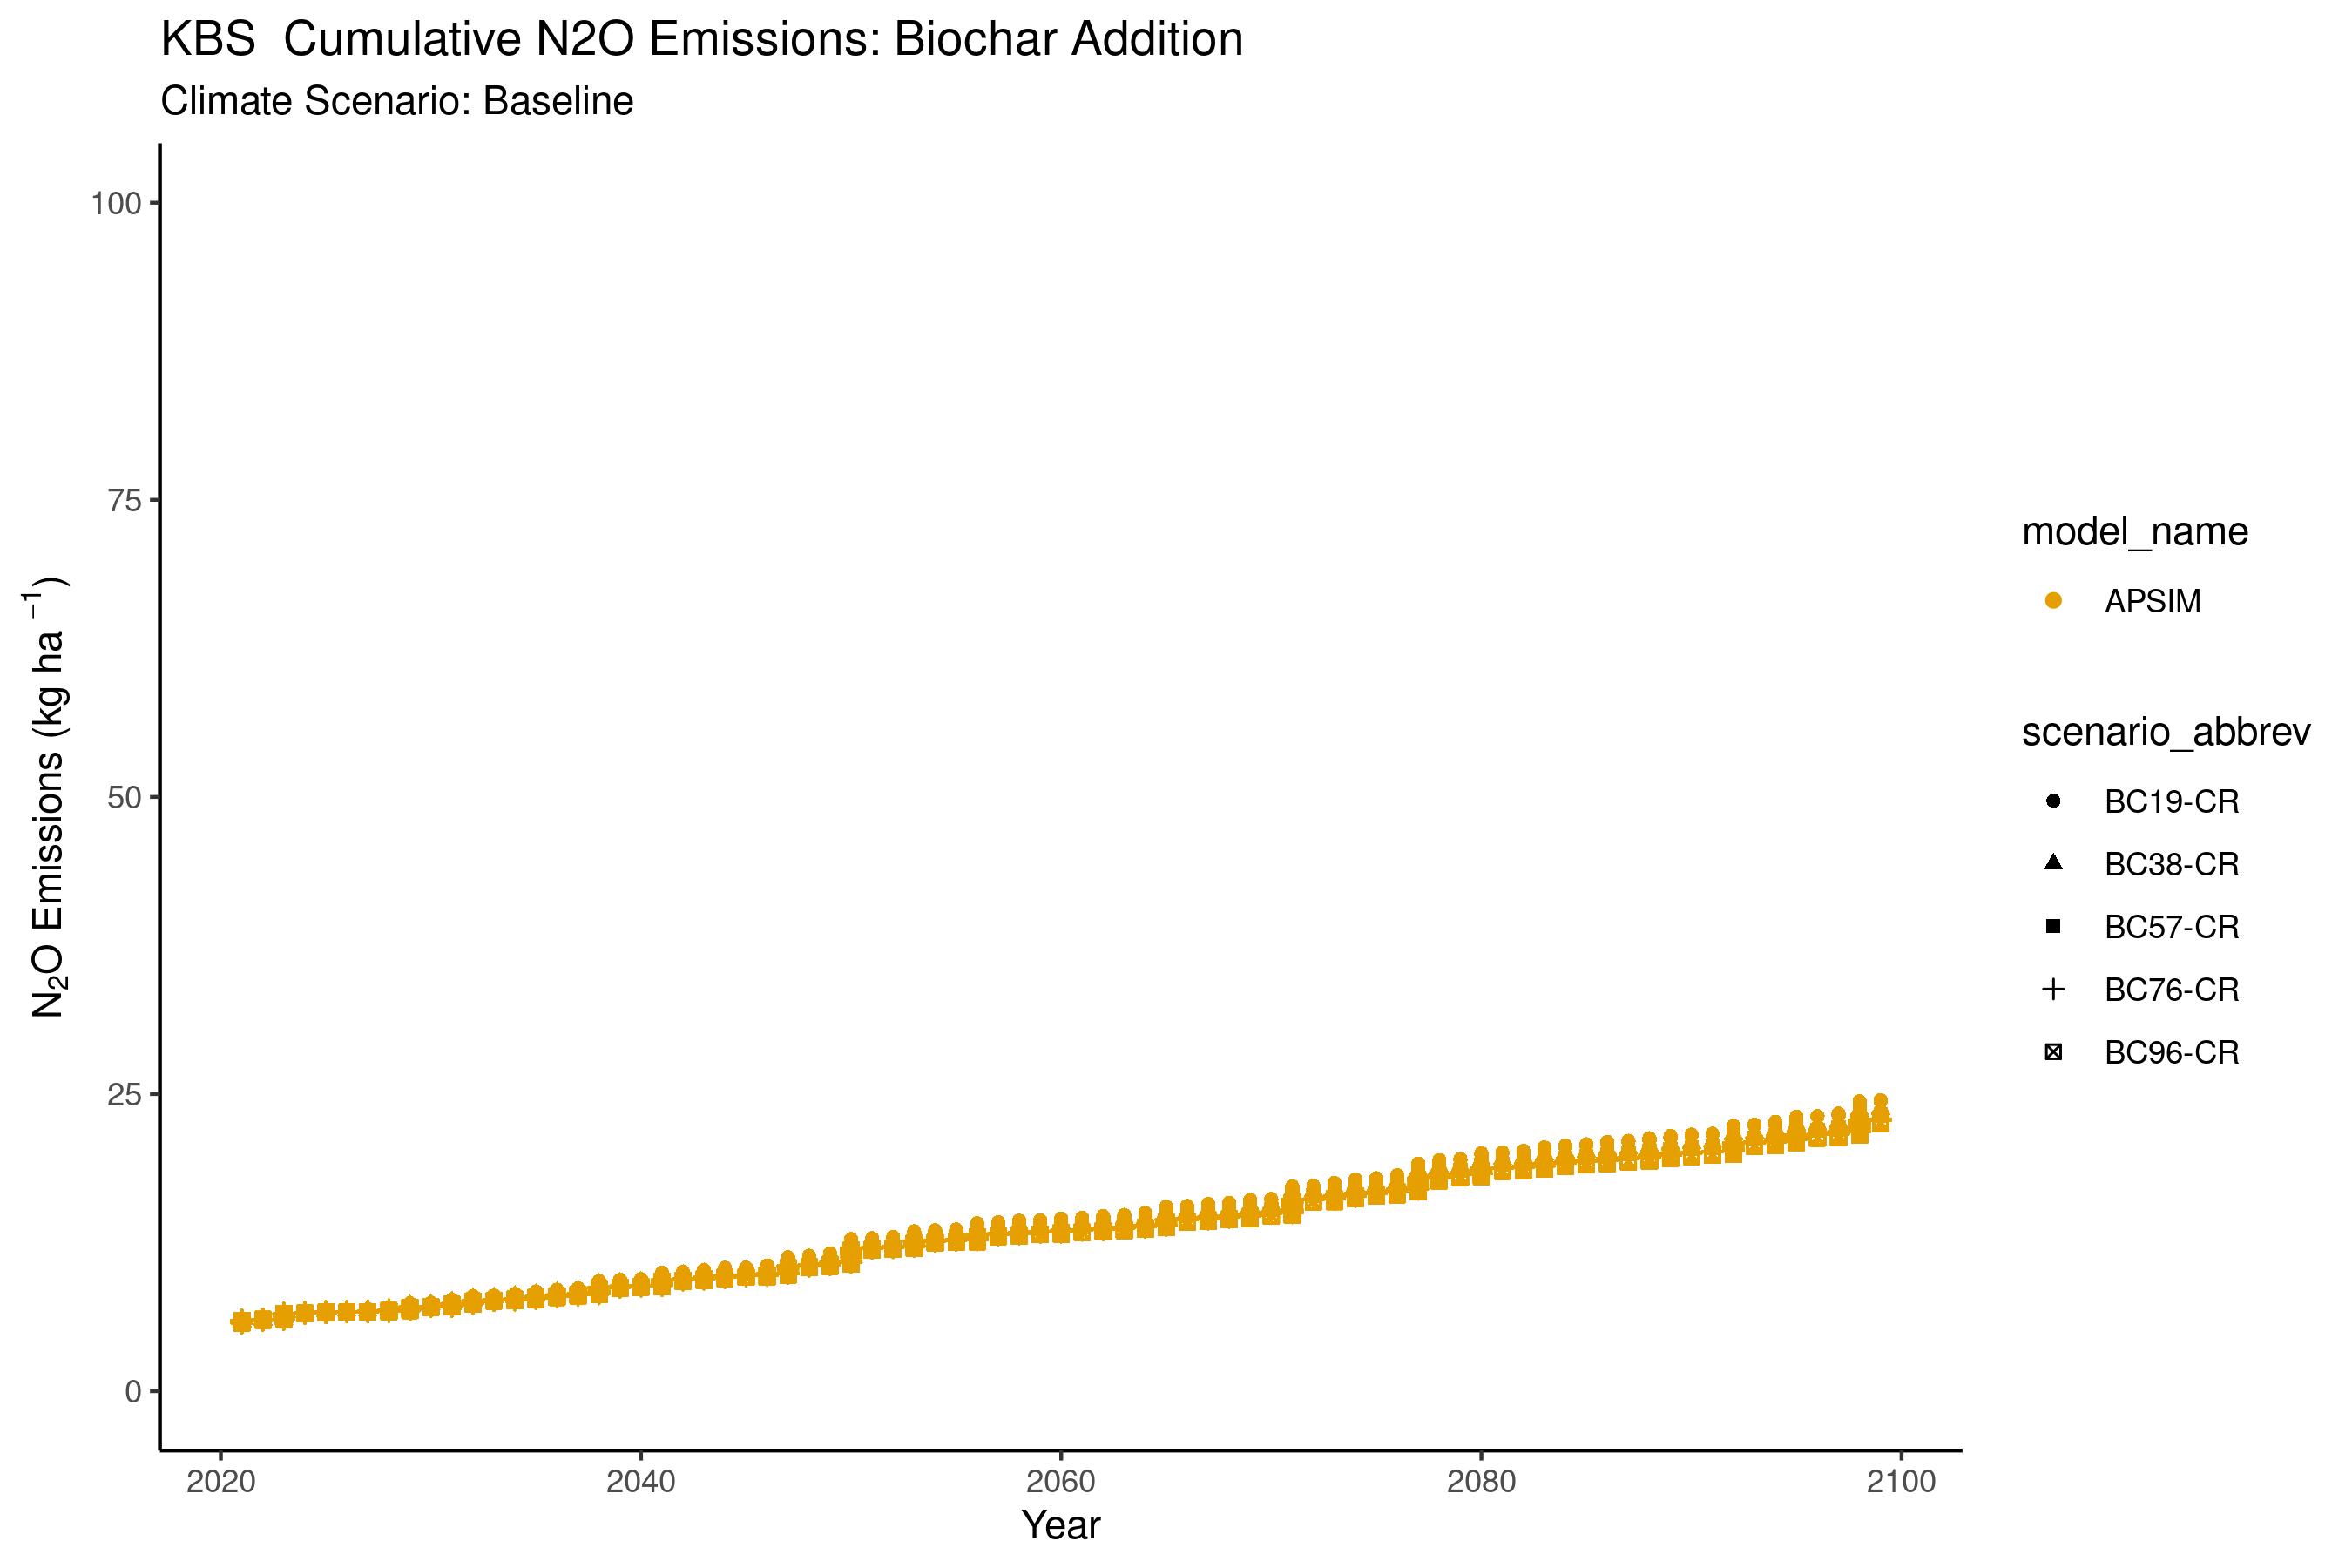 KBS  Cumulative N2O Emissions: Biochar Addition
Climate Scenario: Baseline
100
75
50
25
0
N₂O Emissions (kg ha⁻¹)
2020
2040
2060
2080
2100
Year
model_name
APSIM
scenario_abbrev
BC19-CR
BC38-CR
BC57-CR
BC76-CR
BC96-CR